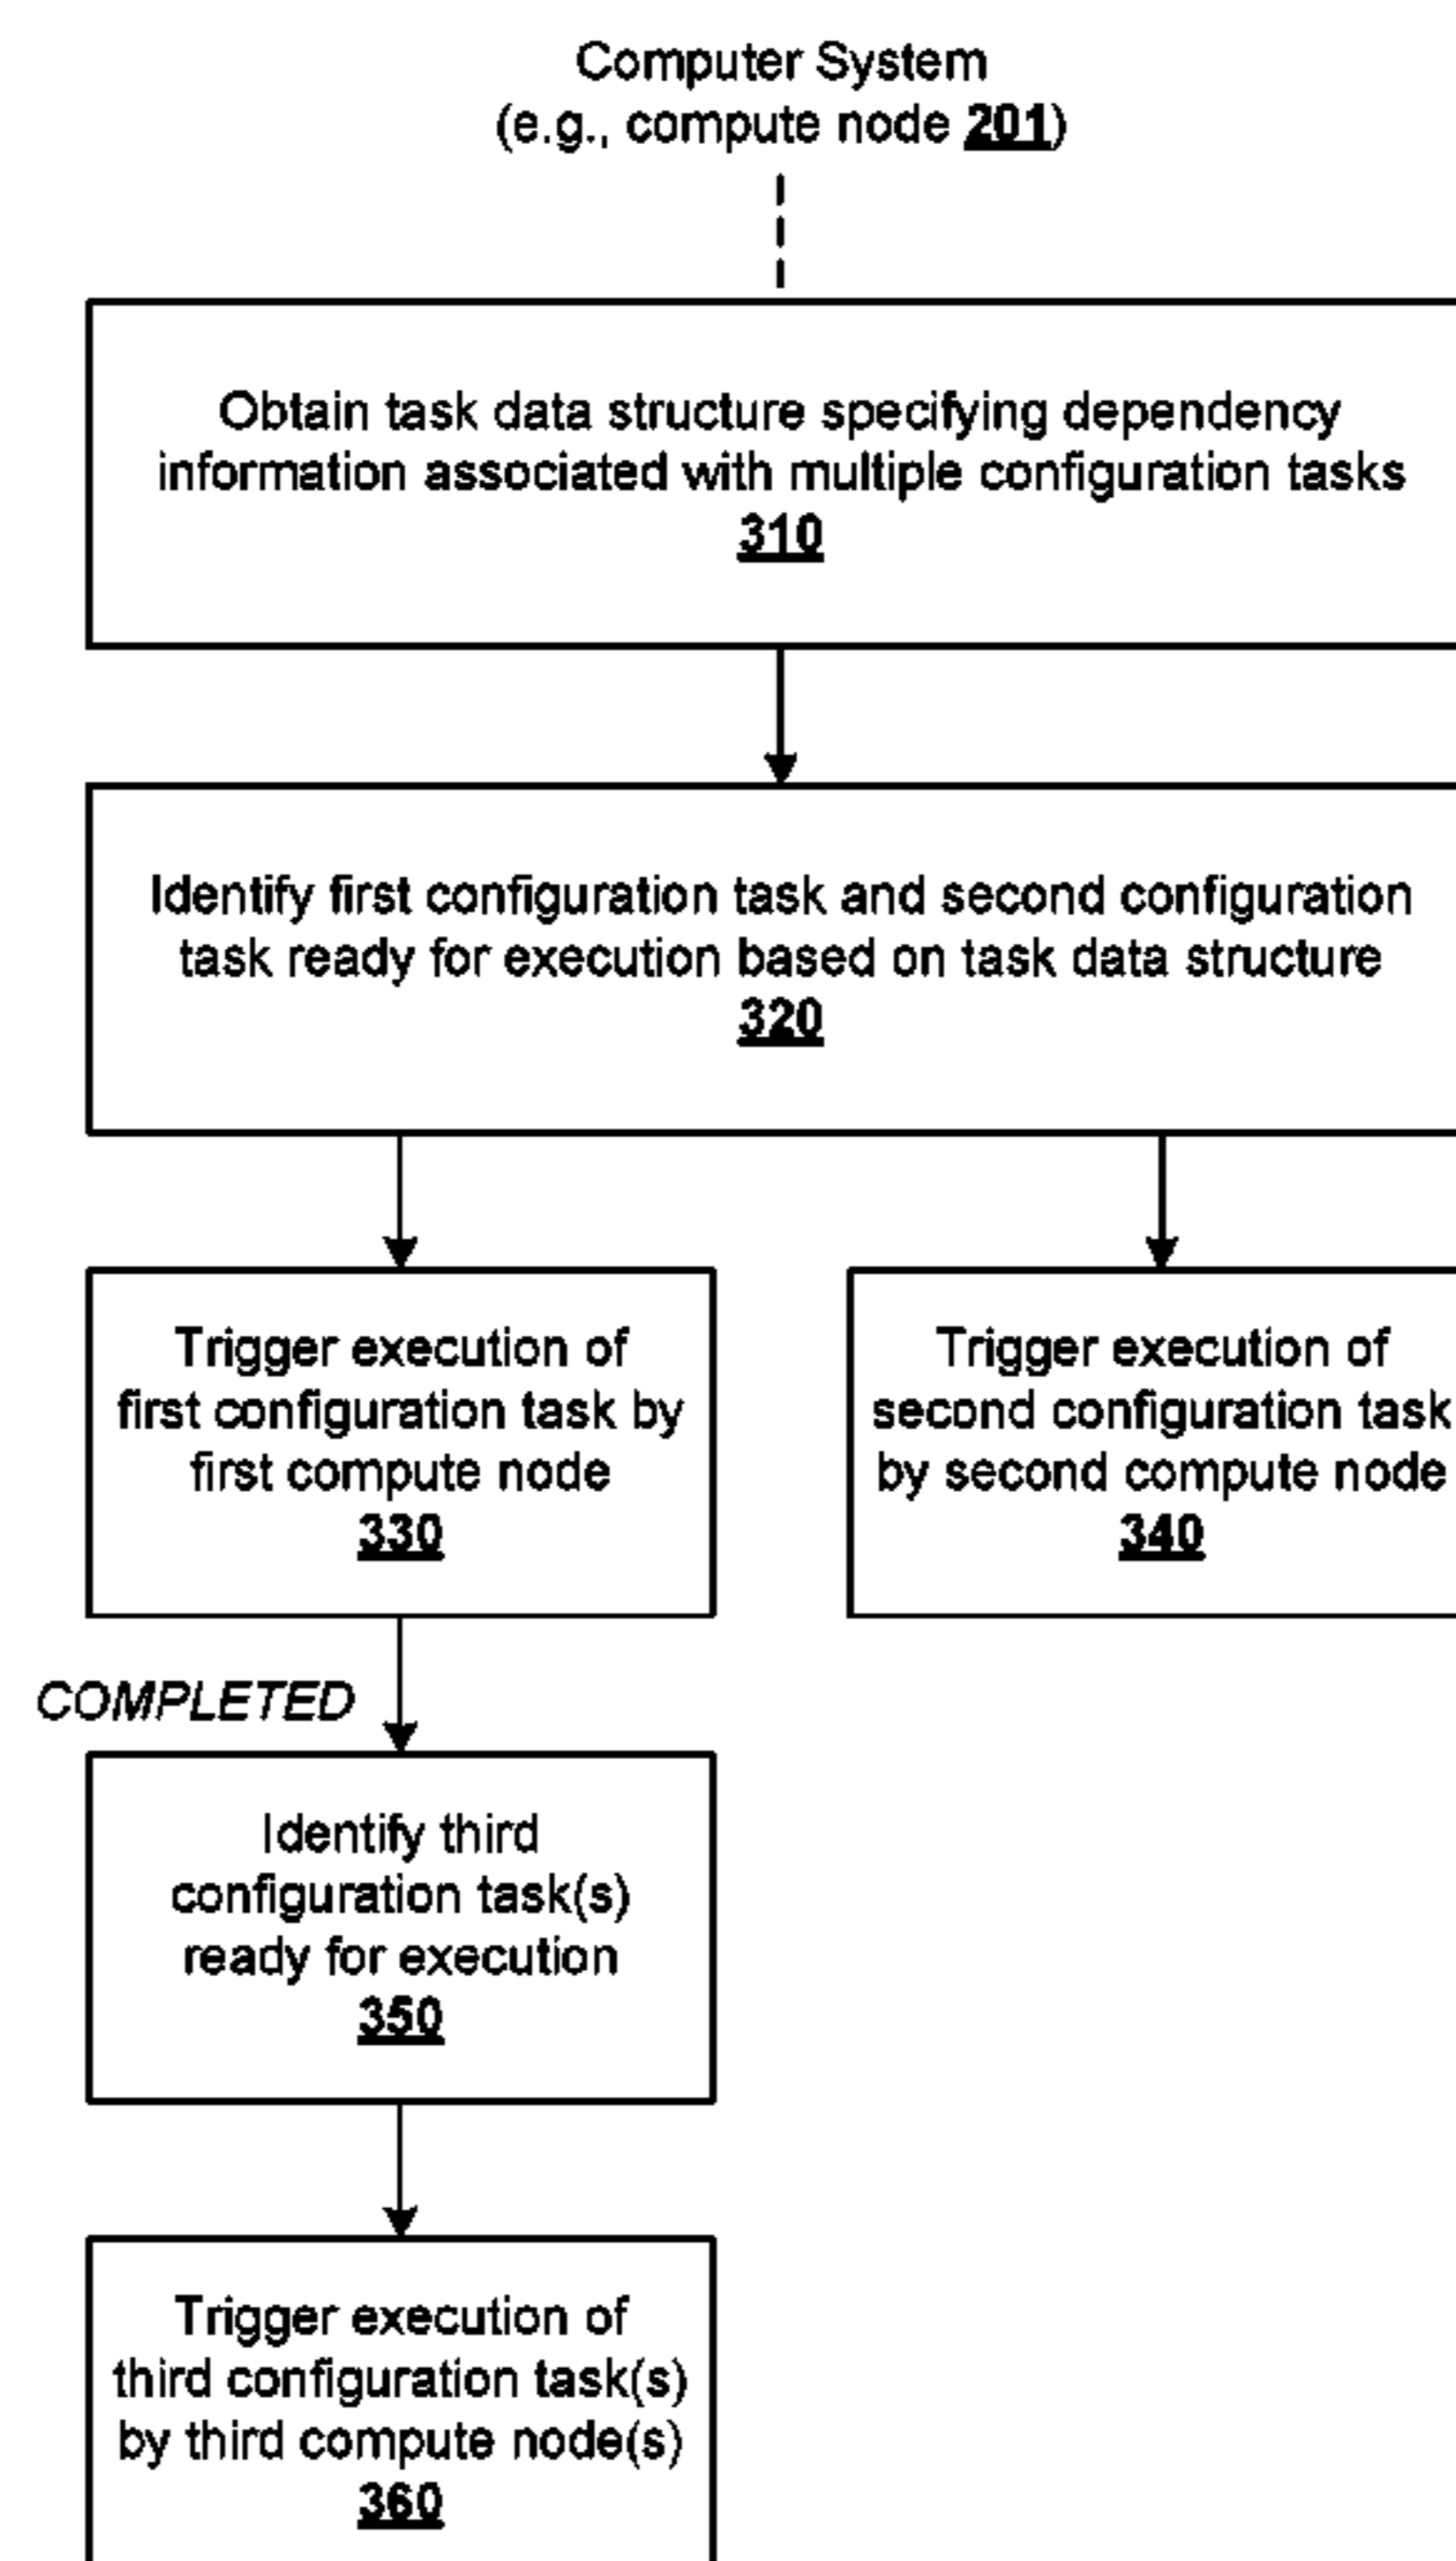 Computer System
(e.g., compute node 201)
Obtain task data structure specifying dependency
information associated with multiple configuration tasks
310
Identify first configuration task and second configuration
task ready for execution based on task data structure
320
Trigger execution of
first configuration task by
first compute node
330
Trigger execution of
second configuration task
by second compute node
340
COMPLETED
Identify third
configuration task(s)
ready for execution
350
Trigger execution of
third configuration task(s)
by third compute node(s)
360